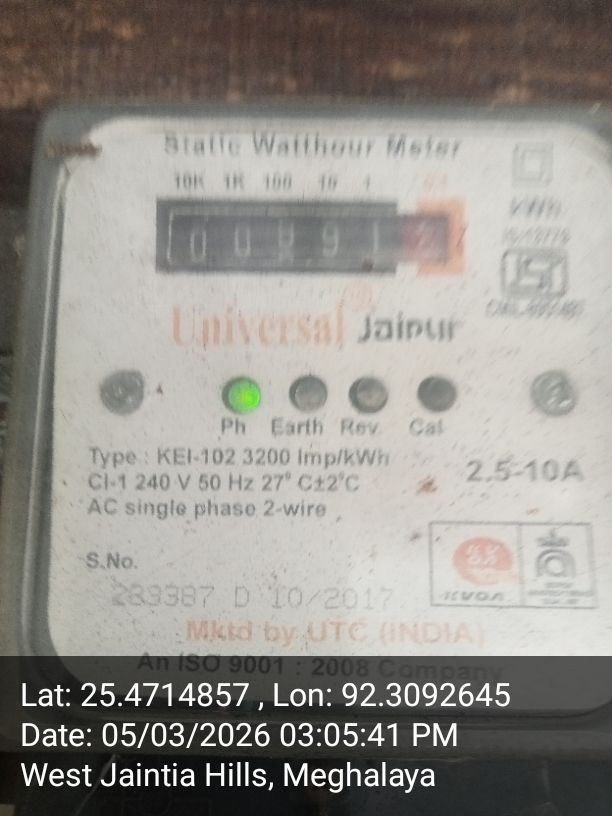 Static Watthour Meter
10K 1K 100 10 1
kWh
Universal Jaipur
Ph Earth Rev. Cal
Type : KEI-102 3200 Imp/kWh
Cl-1 240 V 50 Hz 27° C±2°C
AC single phase 2-wire
2.5-10A
S.No.
D 10/2017
KVGA
Mktd by UTC (INDIA)
An ISO 9001 : 2008 Company
Lat: 25.4714857 , Lon: 92.3092645
Date: 05/03/2026 03:05:41 PM
West Jaintia Hills, Meghalaya